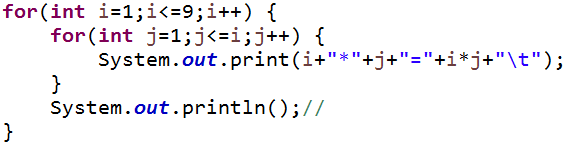 for(int i=1;i<=9;i++) {
    for(int j=1;j<=i;j++) {
        System.out.print(i+"*"+j+"="+i*j+"\t");
    }
    System.out.println();//
}